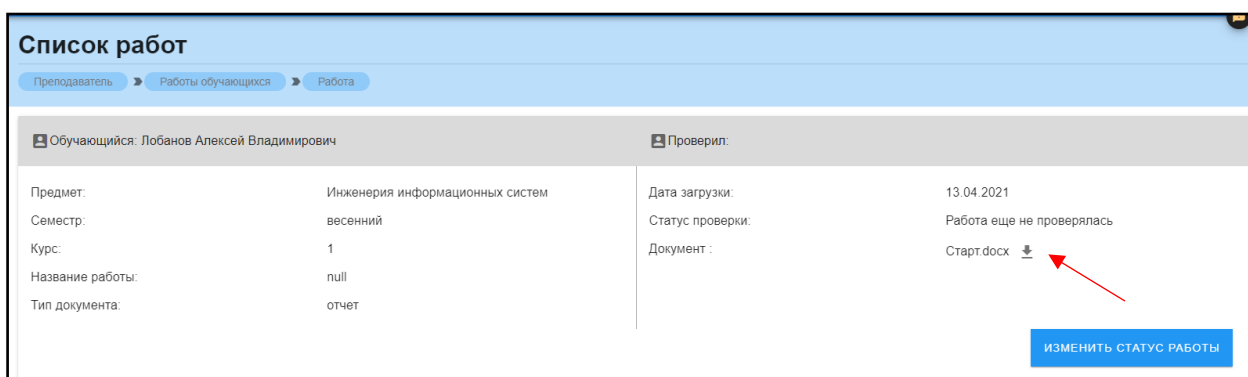 Список работ
Преподаватель Работы обучающихся Работа
Обучающийся: Лобанов Алексей Владимирович
Проверил:
Предмет: Инженерия информационных систем
Дата загрузки: 13.04.2021
Семестр: весенний
Статус проверки: Работа еще не проверялась
Курс: 1
Документ : Старт.docx
Название работы: null
Тип документа: отчет
ИЗМЕНИТЬ СТАТУС РАБОТЫ